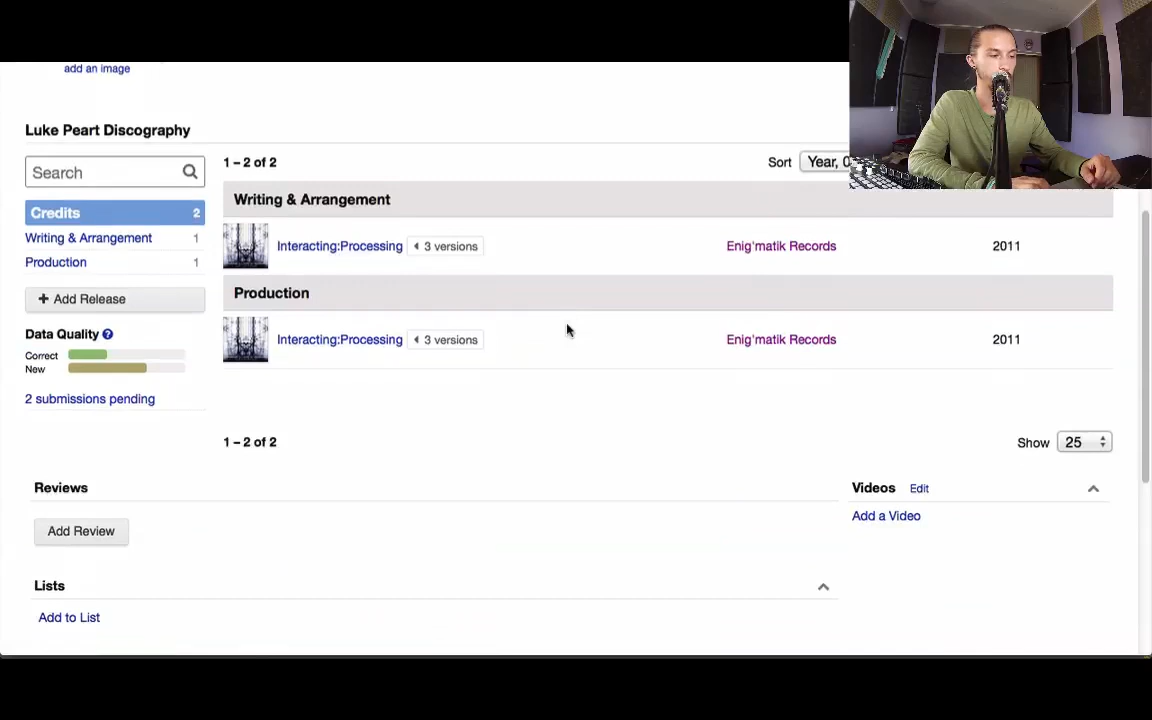 add an image
Luke Peart Discography
Search
1 – 2 of 2
Sort Year, 0
Credits 2
Writing & Arrangement 1
Production 1
+ Add Release
Data Quality ?
Correct
New
2 submissions pending
Writing & Arrangement
Interacting:Processing 3 versions Enig'matik Records 2011
Production
Interacting:Processing 3 versions Enig'matik Records 2011
1 – 2 of 2
Show 25
Reviews
Add Review
Lists
Add to List
Videos Edit
Add a Video